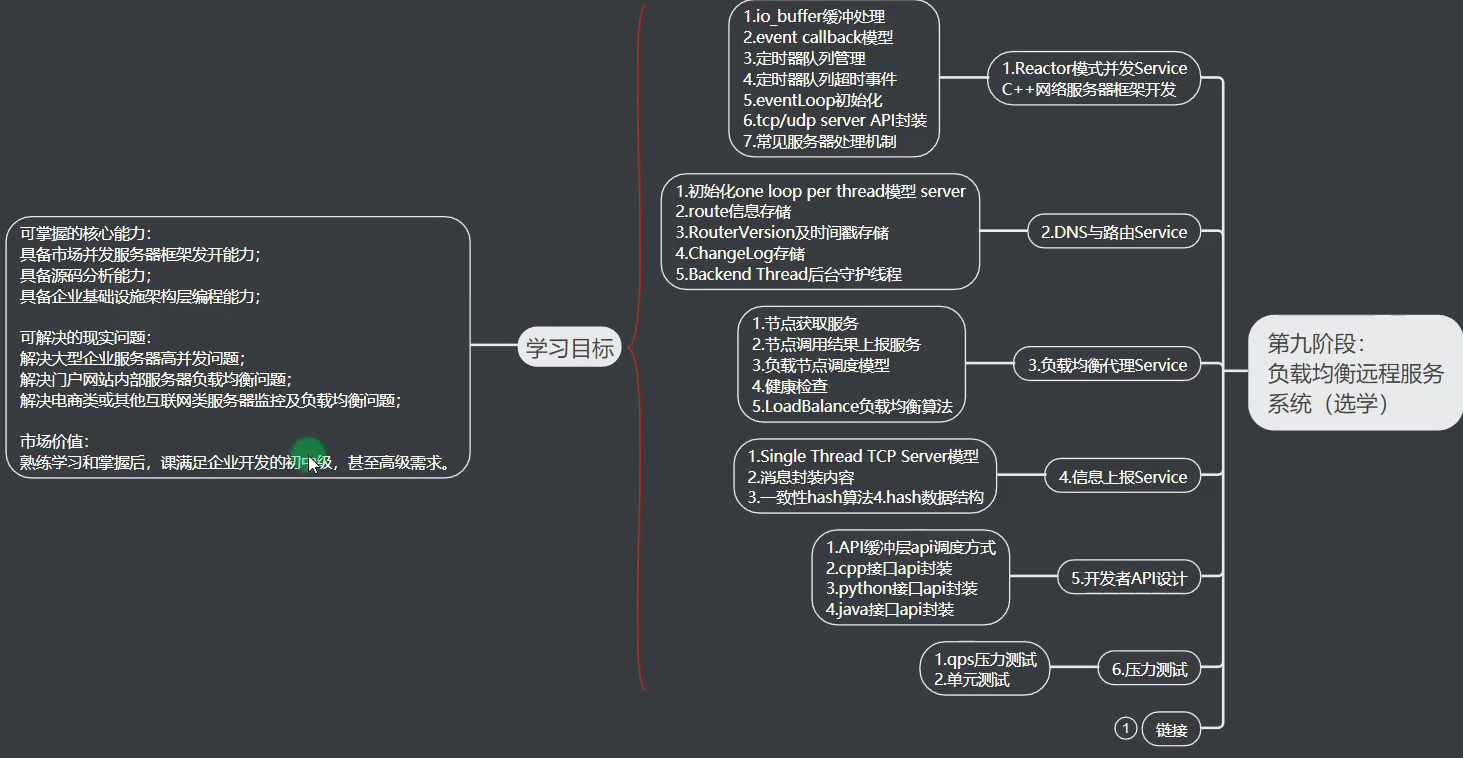 第九阶段：
负载均衡远程服务
系统（选学）
1.Reactor模式并发Service
C++网络服务器框架开发
1.io_buffer缓冲处理
2.event callback模型
3.定时器队列管理
4.定时器队列超时事件
5.eventLoop初始化
6.tcp/udp server API封装
7.常见服务器处理机制
2.DNS与路由Service
1.初始化one loop per thread模型 server
2.route信息存储
3.RouterVersion及时间戳存储
4.ChangeLog存储
5.Backend Thread后台守护线程
3.负载均衡代理Service
1.节点获取服务
2.节点调用结果上报服务
3.负载节点调度模型
4.健康检查
5.LoadBalance负载均衡算法
4.信息上报Service
1.Single Thread TCP Server模型
2.消息封装内容
3.一致性hash算法4.hash数据结构
5.开发者API设计
1.API缓冲层api调度方式
2.cpp接口api封装
3.python接口api封装
4.java接口api封装
6.压力测试
1.qps压力测试
2.单元测试
链接
1
学习目标
可掌握的核心能力：
具备市场并发服务器框架发开能力；
具备源码分析能力；
具备企业基础设施架构层编程能力；
可解决的现实问题：
解决大型企业服务器高并发问题；
解决门户网站内部服务器负载均衡问题；
解决电商类或其他互联网类服务器监控及负载均衡问题；
市场价值：
熟练学习和掌握后，课满足企业开发的初中级，甚至高级需求。